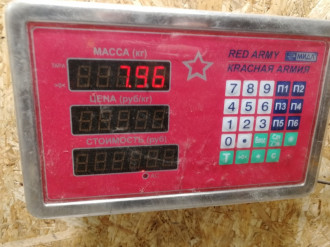 МАССА (кг)
7.96
ЦЕНА (руб/кг)
СТОИМОСТЬ (руб)
RED ARMY МИДЛ
КРАСНАЯ АРМИЯ
7 8 9 П1 П2
4 5 6 П3 П4
1 2 3 П5 П6
0
T